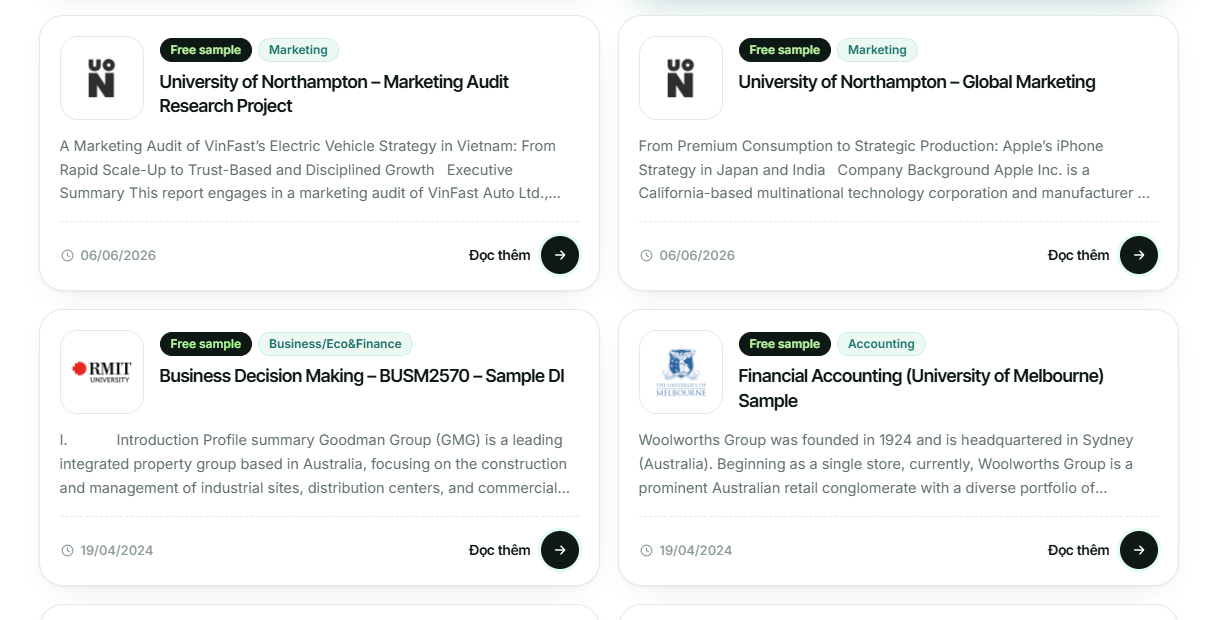 UON
Free sample
Marketing
University of Northampton – Marketing Audit
Research Project
A Marketing Audit of VinFast’s Electric Vehicle Strategy in Vietnam: From
Rapid Scale-Up to Trust-Based and Disciplined Growth   Executive
Summary This report engages in a marketing audit of VinFast Auto Ltd.,...
06/06/2026
Đọc thêm
UON
Free sample
Marketing
University of Northampton – Global Marketing
From Premium Consumption to Strategic Production: Apple’s iPhone
Strategy in Japan and India   Company Background Apple Inc. is a
California-based multinational technology corporation and manufacturer ...
06/06/2026
Đọc thêm
RMIT
UNIVERSITY
Free sample
Business/Eco&Finance
Business Decision Making – BUSM2570 – Sample DI
I.          Introduction Profile summary Goodman Group (GMG) is a leading
integrated property group based in Australia, focusing on the construction
and management of industrial sites, distribution centers, and commercial...
19/04/2024
Đọc thêm
THE UNIVERSITY OF
MELBOURNE
Free sample
Accounting
Financial Accounting (University of Melbourne)
Sample
Woolworths Group was founded in 1924 and is headquartered in Sydney
(Australia). Beginning as a single store, currently, Woolworths Group is a
prominent Australian retail conglomerate with a diverse portfolio of...
19/04/2024
Đọc thêm